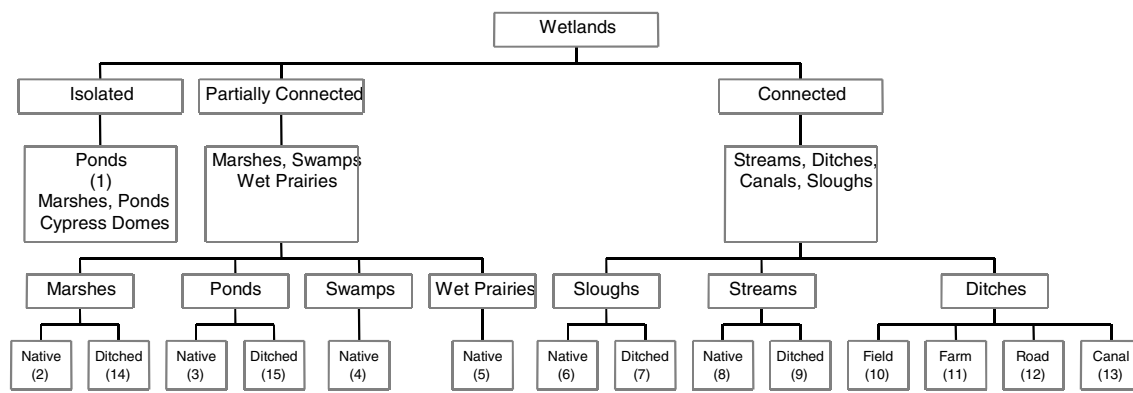 Wetlands
Isolated
Partially Connected
Connected
Ponds
(1)
Marshes, Ponds
Cypress Domes
Marshes, Swamps
Wet Prairies
Streams, Ditches,
Canals, Sloughs
Marshes
Ponds
Swamps
Wet Prairies
Sloughs
Streams
Ditches
Native
(2)
Ditched
(14)
Native
(3)
Ditched
(15)
Native
(4)
Native
(5)
Native
(6)
Ditched
(7)
Native
(8)
Ditched
(9)
Field
(10)
Farm
(11)
Road
(12)
Canal
(13)